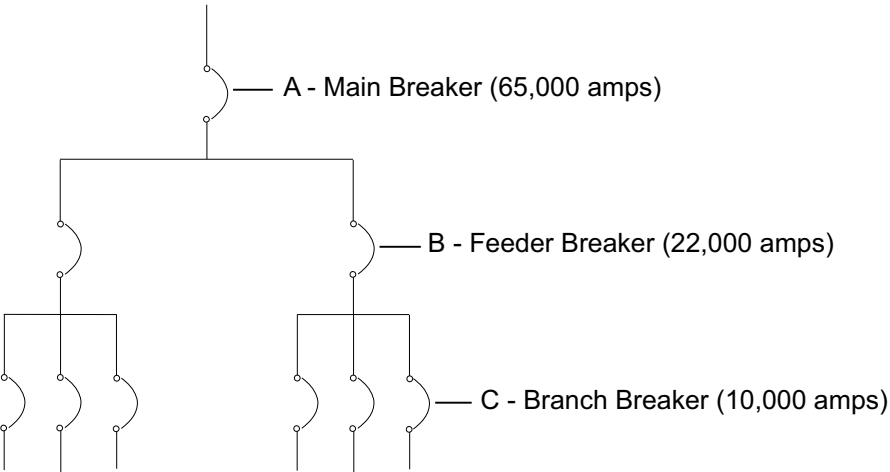 A - Main Breaker (65,000 amps)
B - Feeder Breaker (22,000 amps)
C - Branch Breaker (10,000 amps)